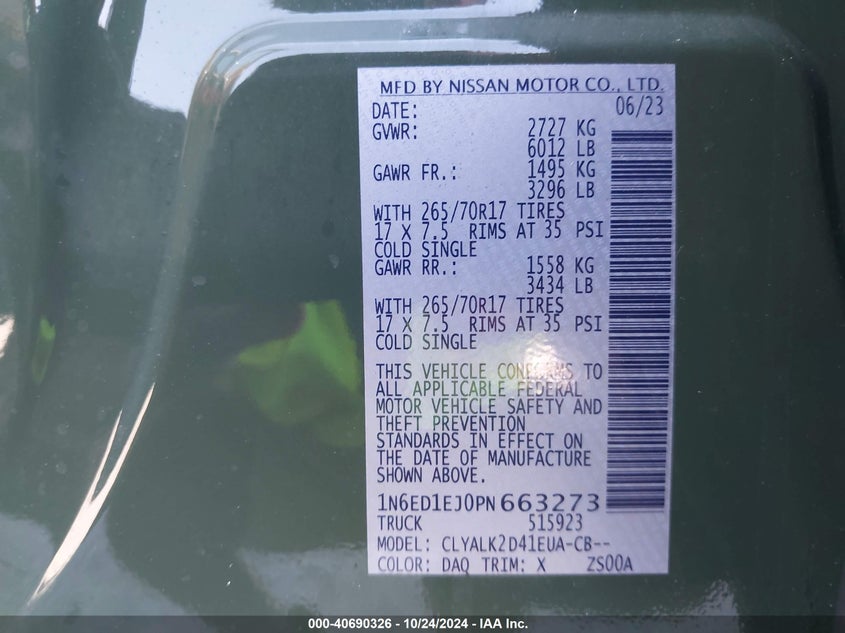 MFD BY NISSAN MOTOR CO., LTD.
DATE: 06/23
GVWR: 2727 KG
6012 LB
GAWR FR.: 1495 KG
3296 LB
WITH 265/70R17 TIRES
17 X 7.5 RIMS AT 35 PSI
COLD SINGLE
GAWR RR.: 1558 KG
3434 LB
WITH 265/70R17 TIRES
17 X 7.5 RIMS AT 35 PSI
COLD SINGLE
THIS VEHICLE CONFORMS TO
ALL APPLICABLE FEDERAL
MOTOR VEHICLE SAFETY AND
THEFT PREVENTION
STANDARDS IN EFFECT ON
THE DATE OF MANUFACTURE
SHOWN ABOVE.
1N6ED1EJ0PN663273
TRUCK 515923
MODEL: CLYALK2D41EUA-CB--
COLOR: DAQ TRIM: X ZS00A
000-40690326 - 10/24/2024 - IAA Inc.